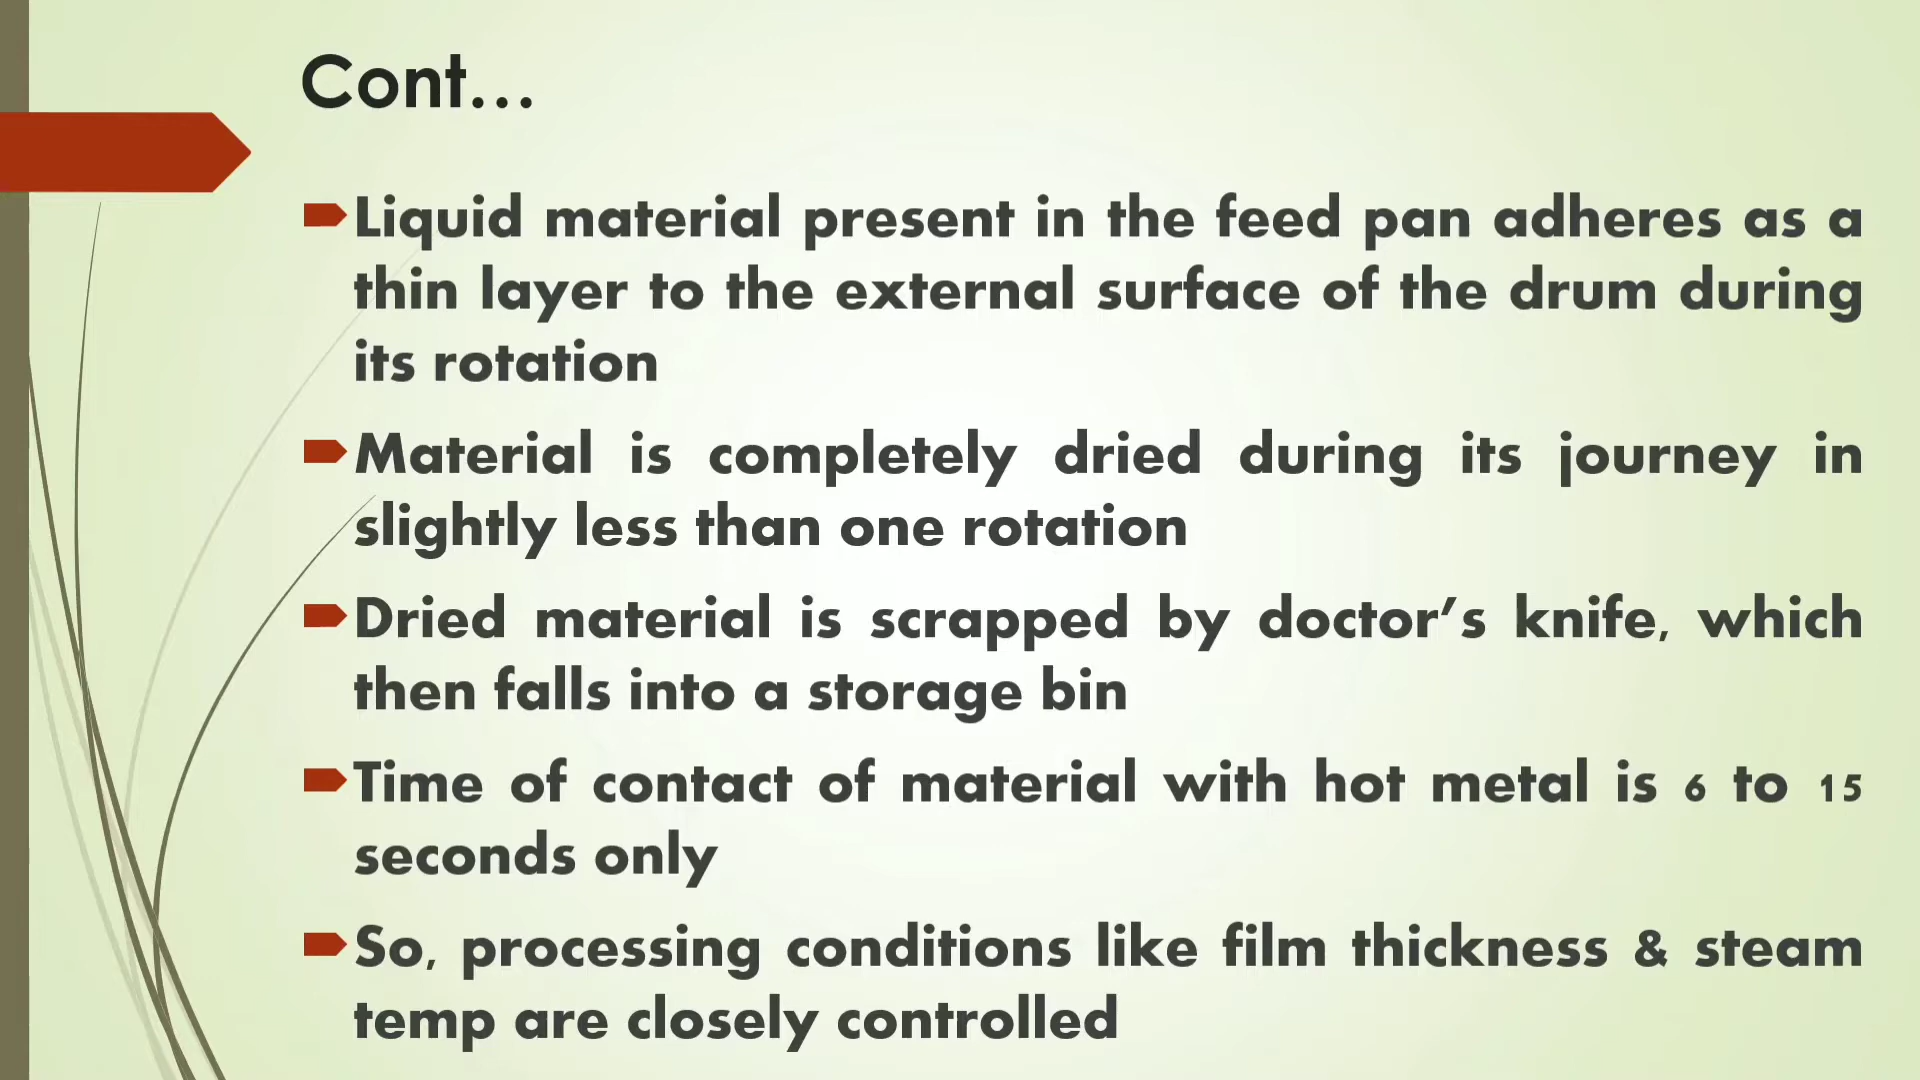 Cont...
Liquid material present in the feed pan adheres as a
thin layer to the external surface of the drum during
its rotation
Material is completely dried during its journey in
slightly less than one rotation
Dried material is scrapped by doctor’s knife, which
then falls into a storage bin
Time of contact of material with hot metal is 6 to 15
seconds only
So, processing conditions like film thickness & steam
temp are closely controlled